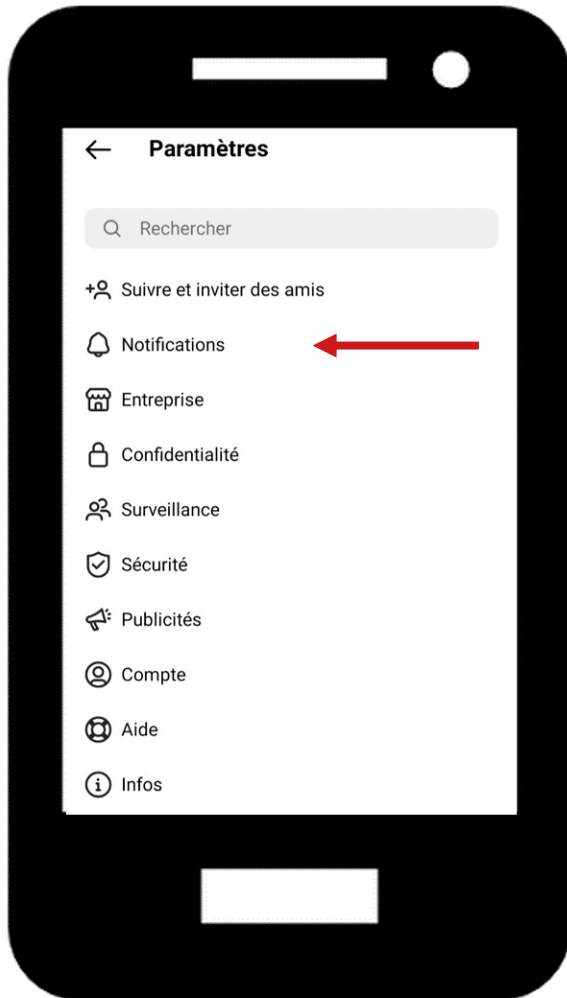 Paramètres
Rechercher
Suivre et inviter des amis
Notifications
Entreprise
Confidentialité
Surveillance
Sécurité
Publicités
Compte
Aide
Infos